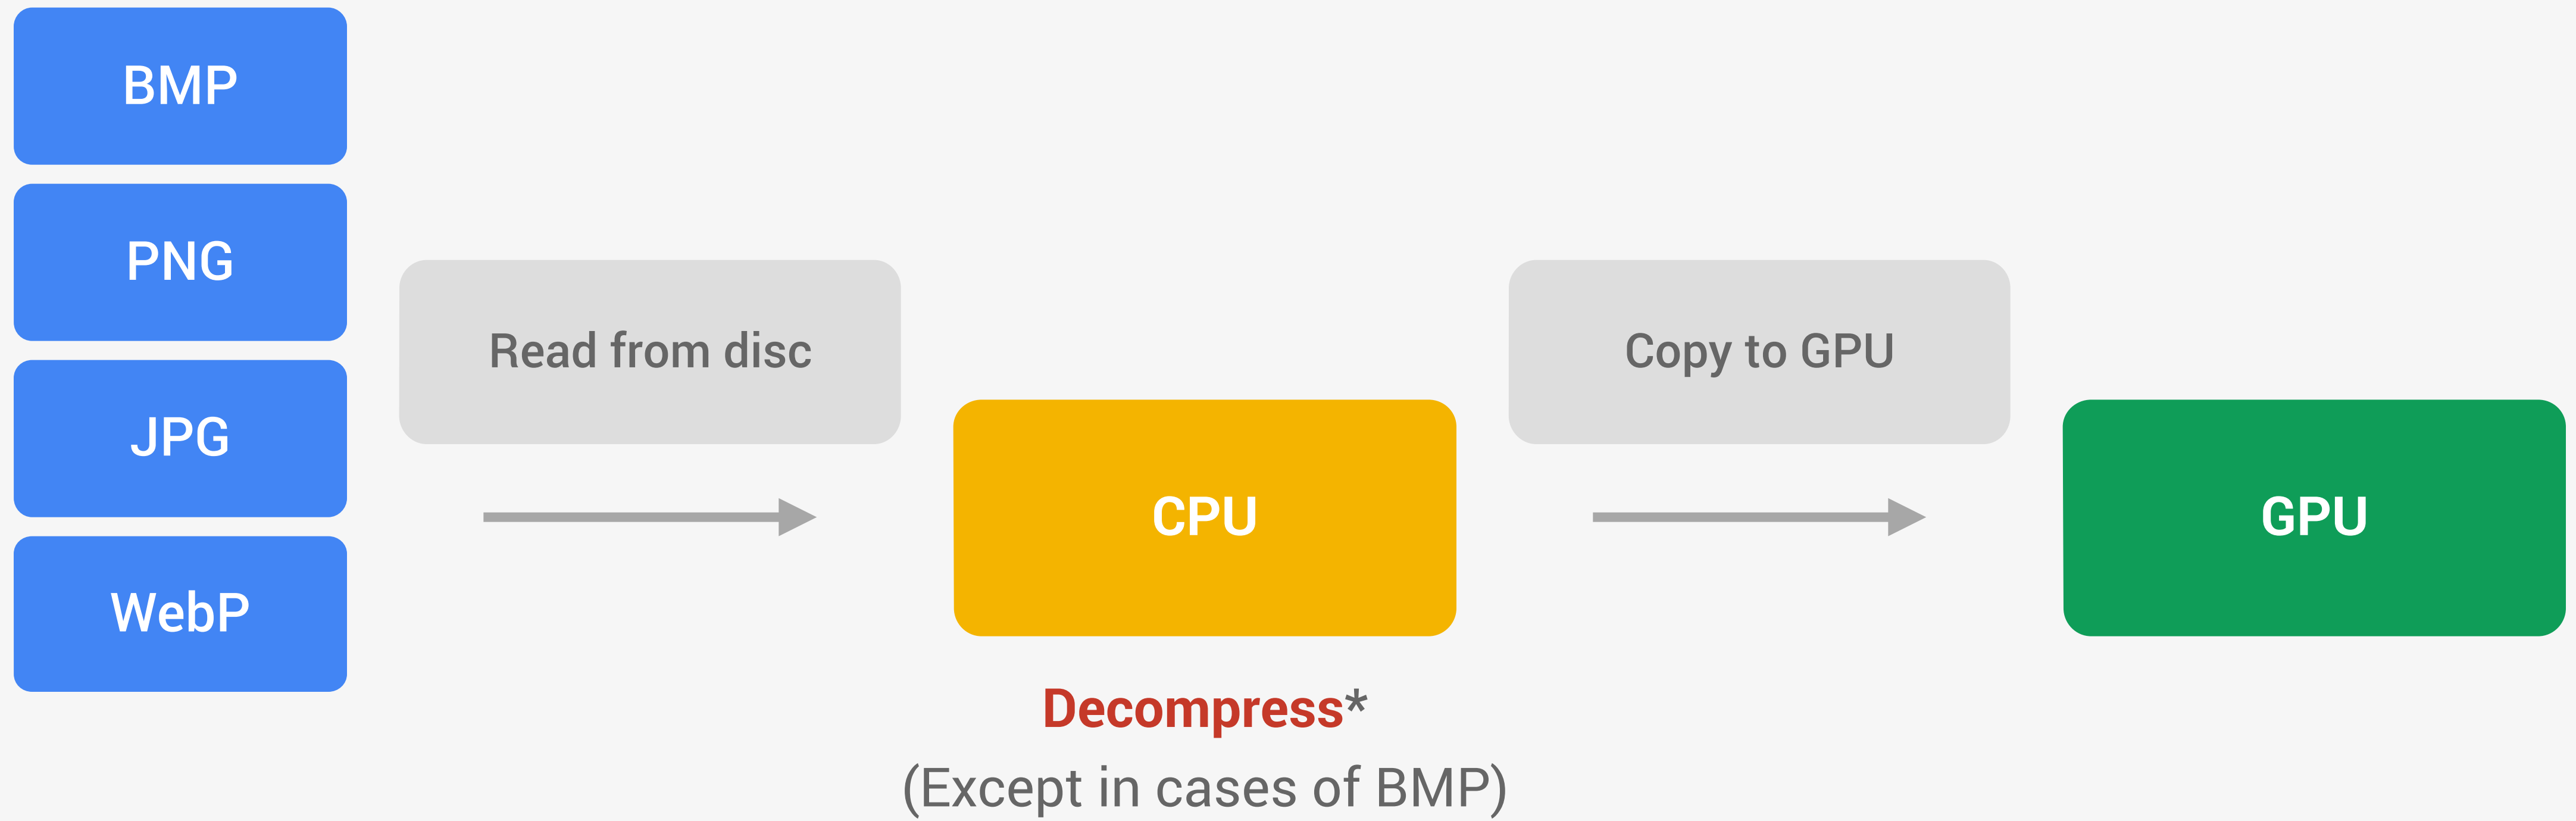 BMP
PNG
JPG
WebP
Read from disc
CPU
Decompress*
(Except in cases of BMP)
Copy to GPU
GPU